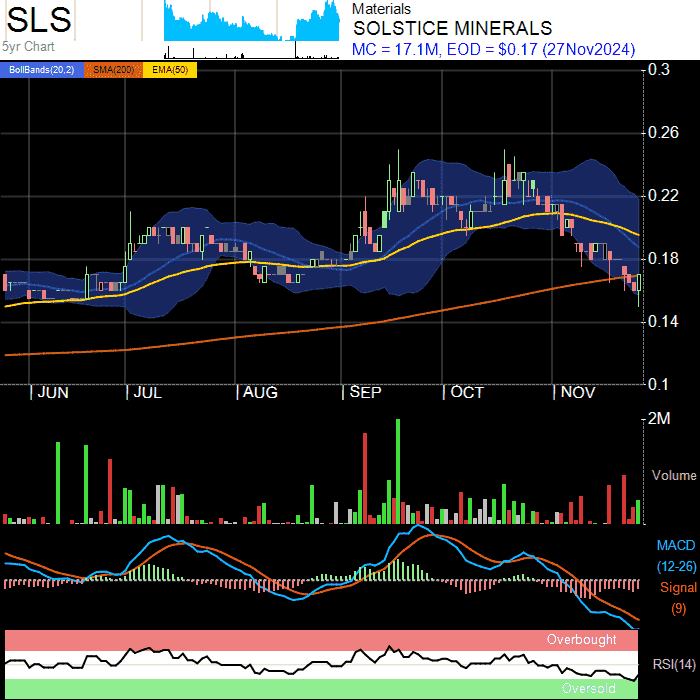 SLS
5yr Chart
Materials
SOLSTICE MINERALS
MC = 17.1M, EOD = $0.17 (27Nov2024)
BollBands(20,2) SMA(200) EMA(50)
0.3
0.26
0.22
0.18
0.14
0.1
JUN JUL AUG SEP OCT NOV
2M
Volume
MACD
(12-26)
Signal
(9)
Overbought
RSI(14)
Oversold